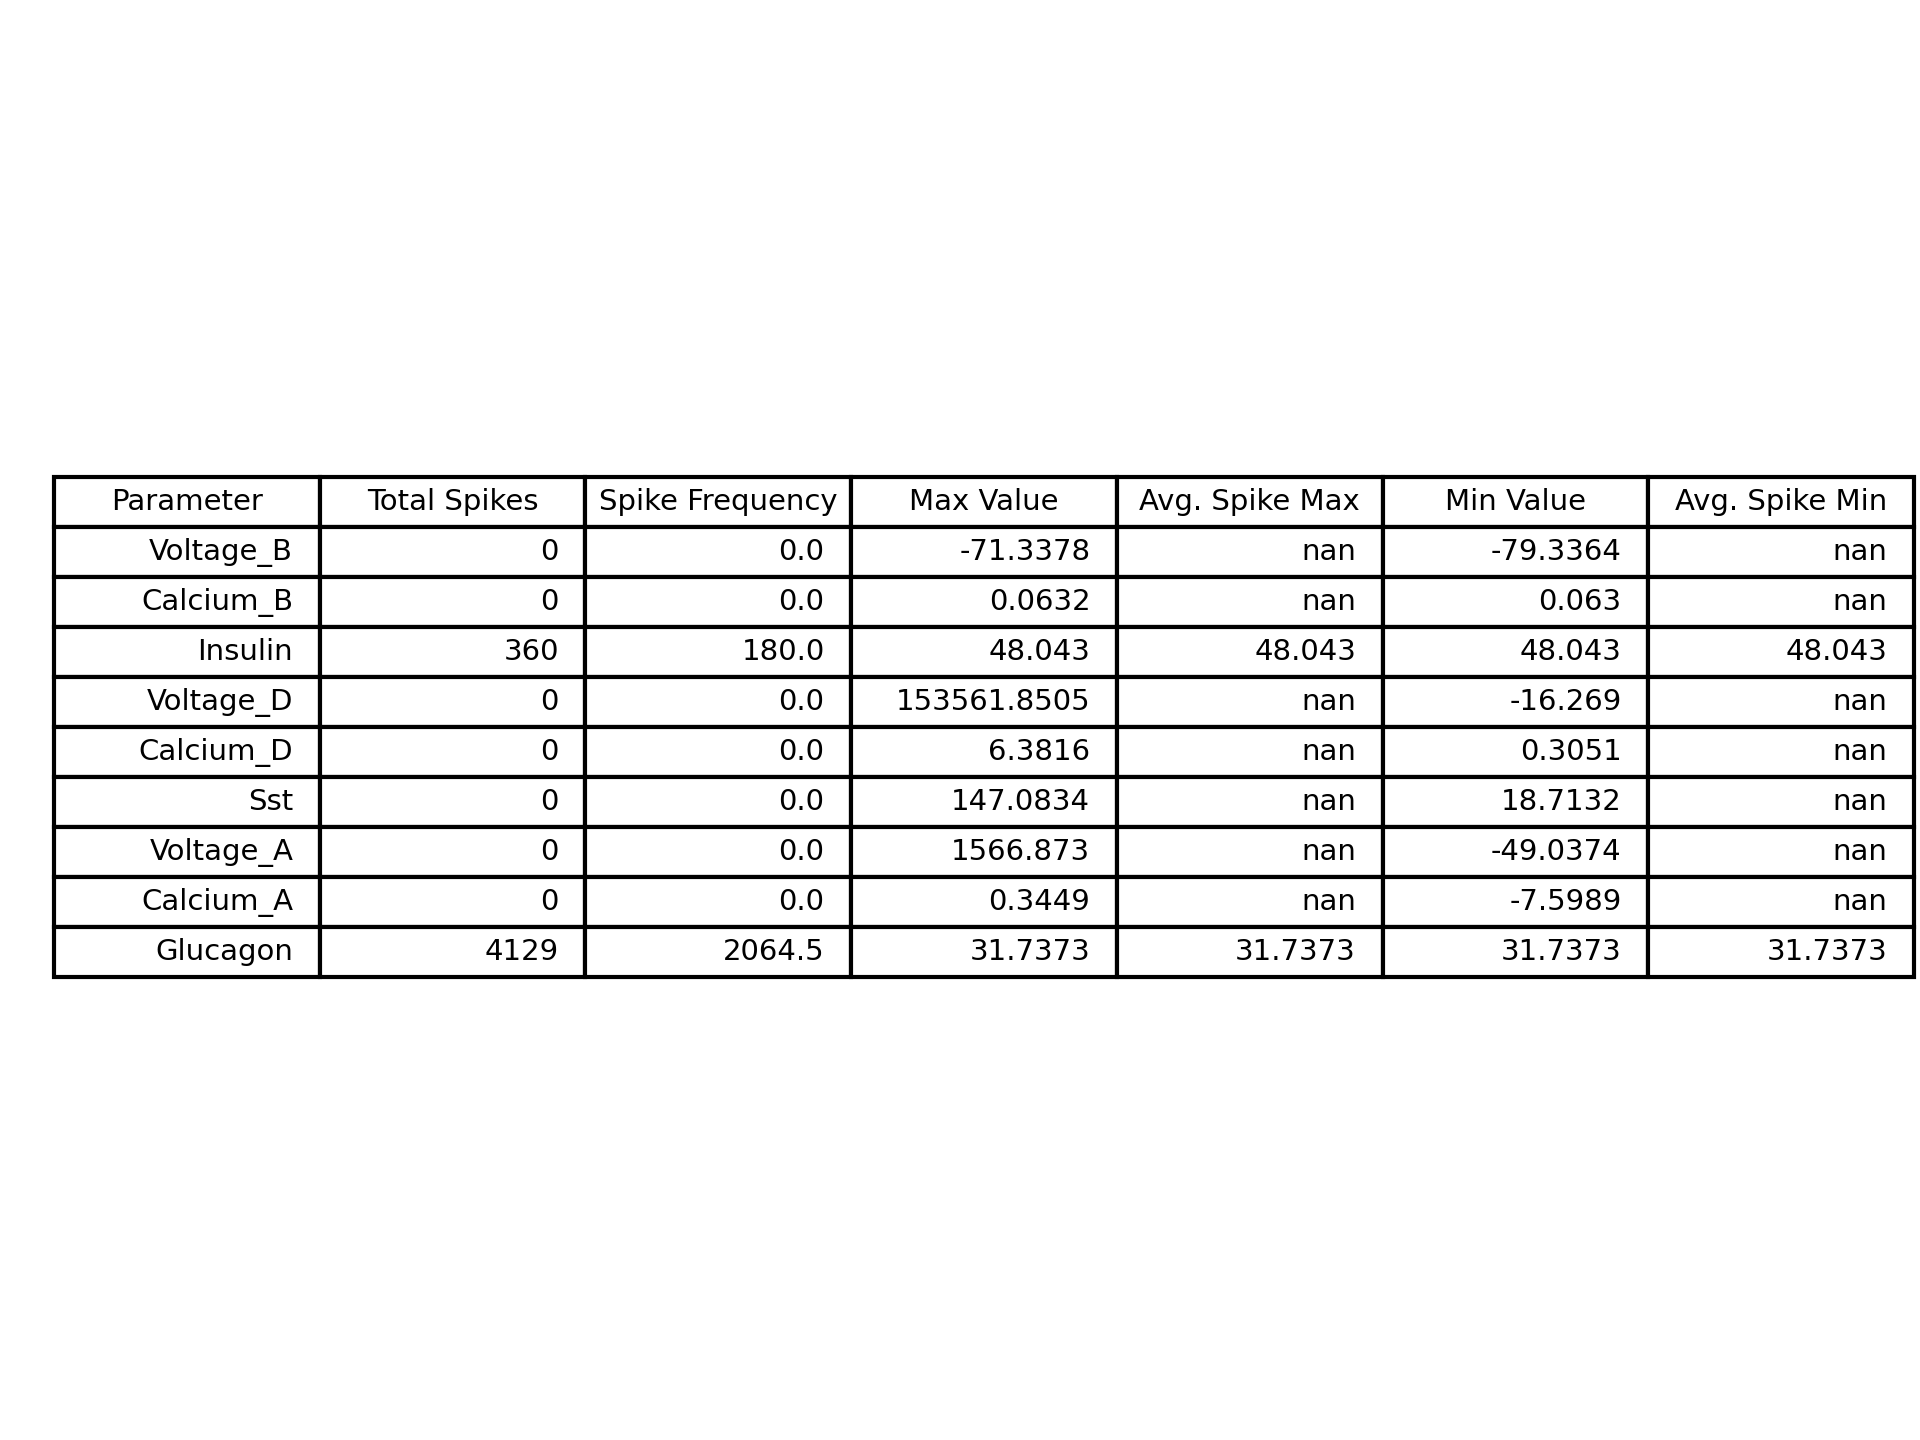 Parameter Total Spikes Spike Frequency Max Value Avg. Spike Max Min Value Avg. Spike Min
Voltage_B 0 0.0 -71.3378 nan -79.3364 nan
Calcium_B 0 0.0 0.0632 nan 0.063 nan
Insulin 360 180.0 48.043 48.043 48.043 48.043
Voltage_D 0 0.0 153561.8505 nan -16.269 nan
Calcium_D 0 0.0 6.3816 nan 0.3051 nan
Sst 0 0.0 147.0834 nan 18.7132 nan
Voltage_A 0 0.0 1566.873 nan -49.0374 nan
Calcium_A 0 0.0 0.3449 nan -7.5989 nan
Glucagon 4129 2064.5 31.7373 31.7373 31.7373 31.7373